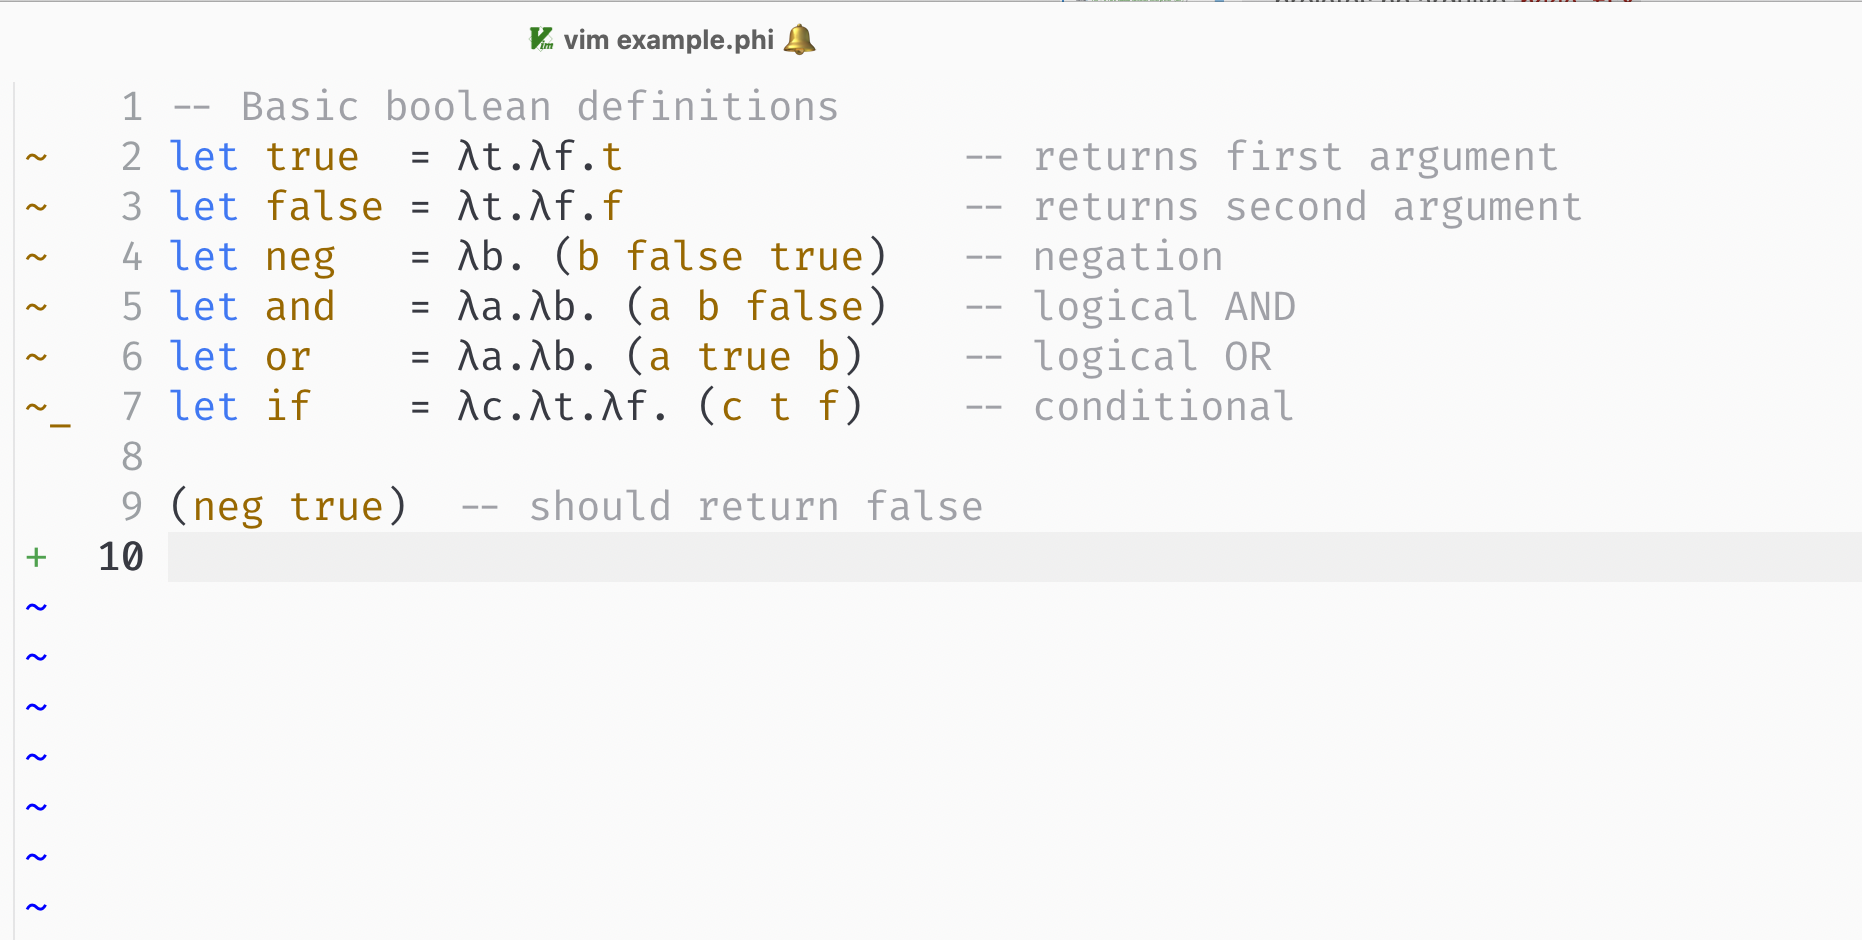 vim example.phi
1 -- Basic boolean definitions
~ 2 let true  = λt.λf.t              -- returns first argument
~ 3 let false = λt.λf.f              -- returns second argument
~ 4 let neg   = λb. (b false true)   -- negation
~ 5 let and   = λa.λb. (a b false)   -- logical AND
~ 6 let or    = λa.λb. (a true b)    -- logical OR
~_ 7 let if    = λc.λt.λf. (c t f)    -- conditional
8
9 (neg true)  -- should return false
+ 10
~
~
~
~
~
~
~